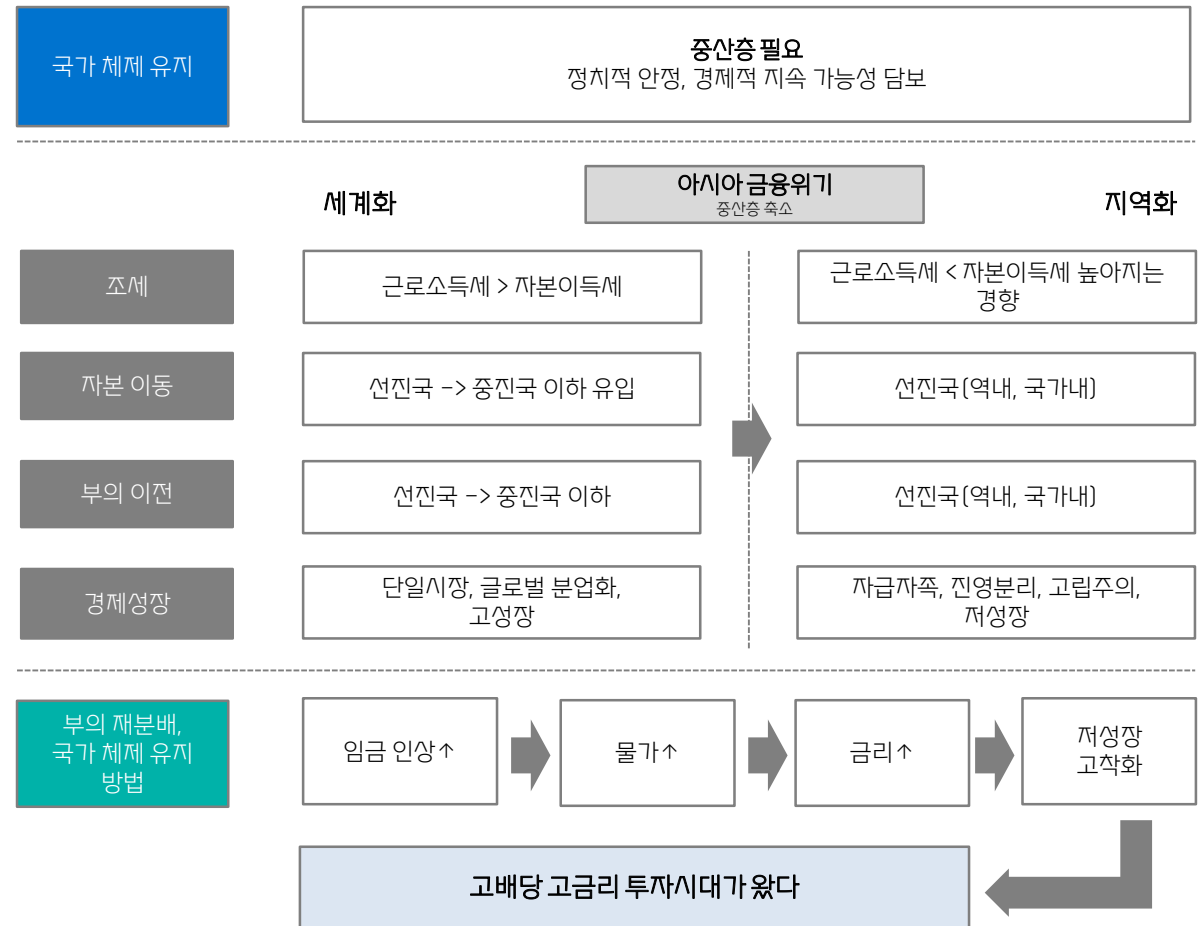 국가 체제 유지
중산층 필요
정치적 안정, 경제적 지속 가능성 담보
세계화
아시아 금융위기
중산층 축소
지역화
조세
근로소득세 > 자본이득세
근로소득세 < 자본이득세 높아지는
경향
자본 이동
선진국 -> 중진국 이하 유입
선진국(역내, 국가내)
부의 이전
선진국 -> 중진국 이하
선진국(역내, 국가내)
경제성장
단일시장, 글로벌 분업화,
고성장
자급자족, 진영분리, 고립주의,
저성장
부의 재분배,
국가 체제 유지
방법
임금 인상↑
물가↑
금리↑
저성장
고착화
고배당 고금리 투자시대가 왔다